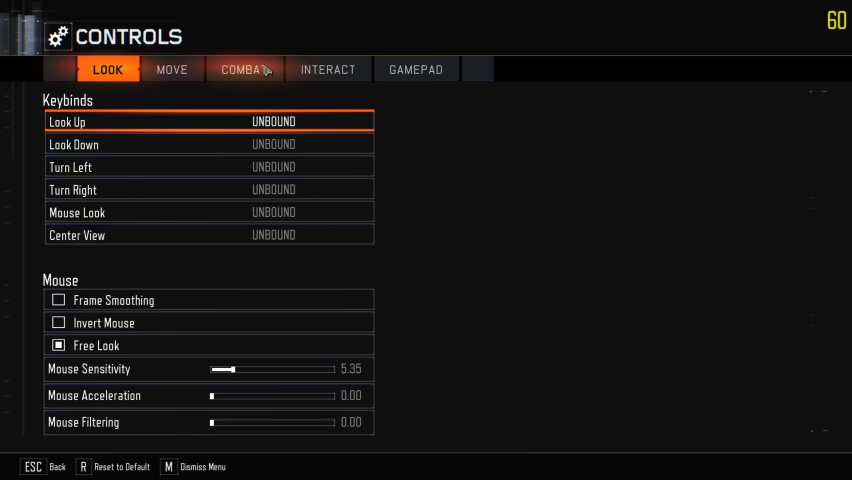 60
CONTROLS
LOOK MOVE COMBAT INTERACT GAMEPAD
Keybinds
Look Up UNBOUND
Look Down UNBOUND
Turn Left UNBOUND
Turn Right UNBOUND
Mouse Look UNBOUND
Center View UNBOUND
Mouse
Frame Smoothing
Invert Mouse
Free Look
Mouse Sensitivity 5.35
Mouse Acceleration 0.00
Mouse Filtering 0.00
ESC Back R Reset to Default M Dismiss Menu